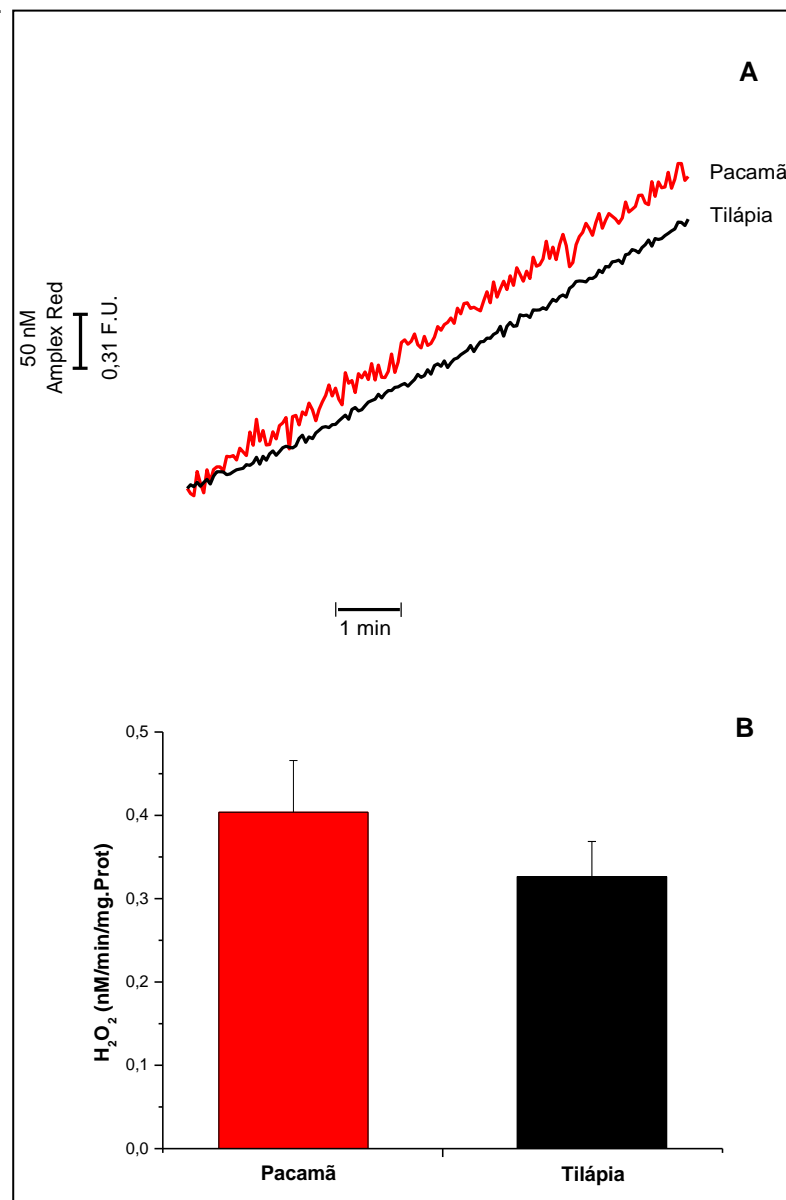 A
Pacamã
Tilápia
50 nM
Amplex Red
0,31 F.U.
1 min
B
0,5
0,4
0,3
0,2
0,1
0,0
H2O2 (nM/min/mg.Prot)
Pacamã
Tilápia